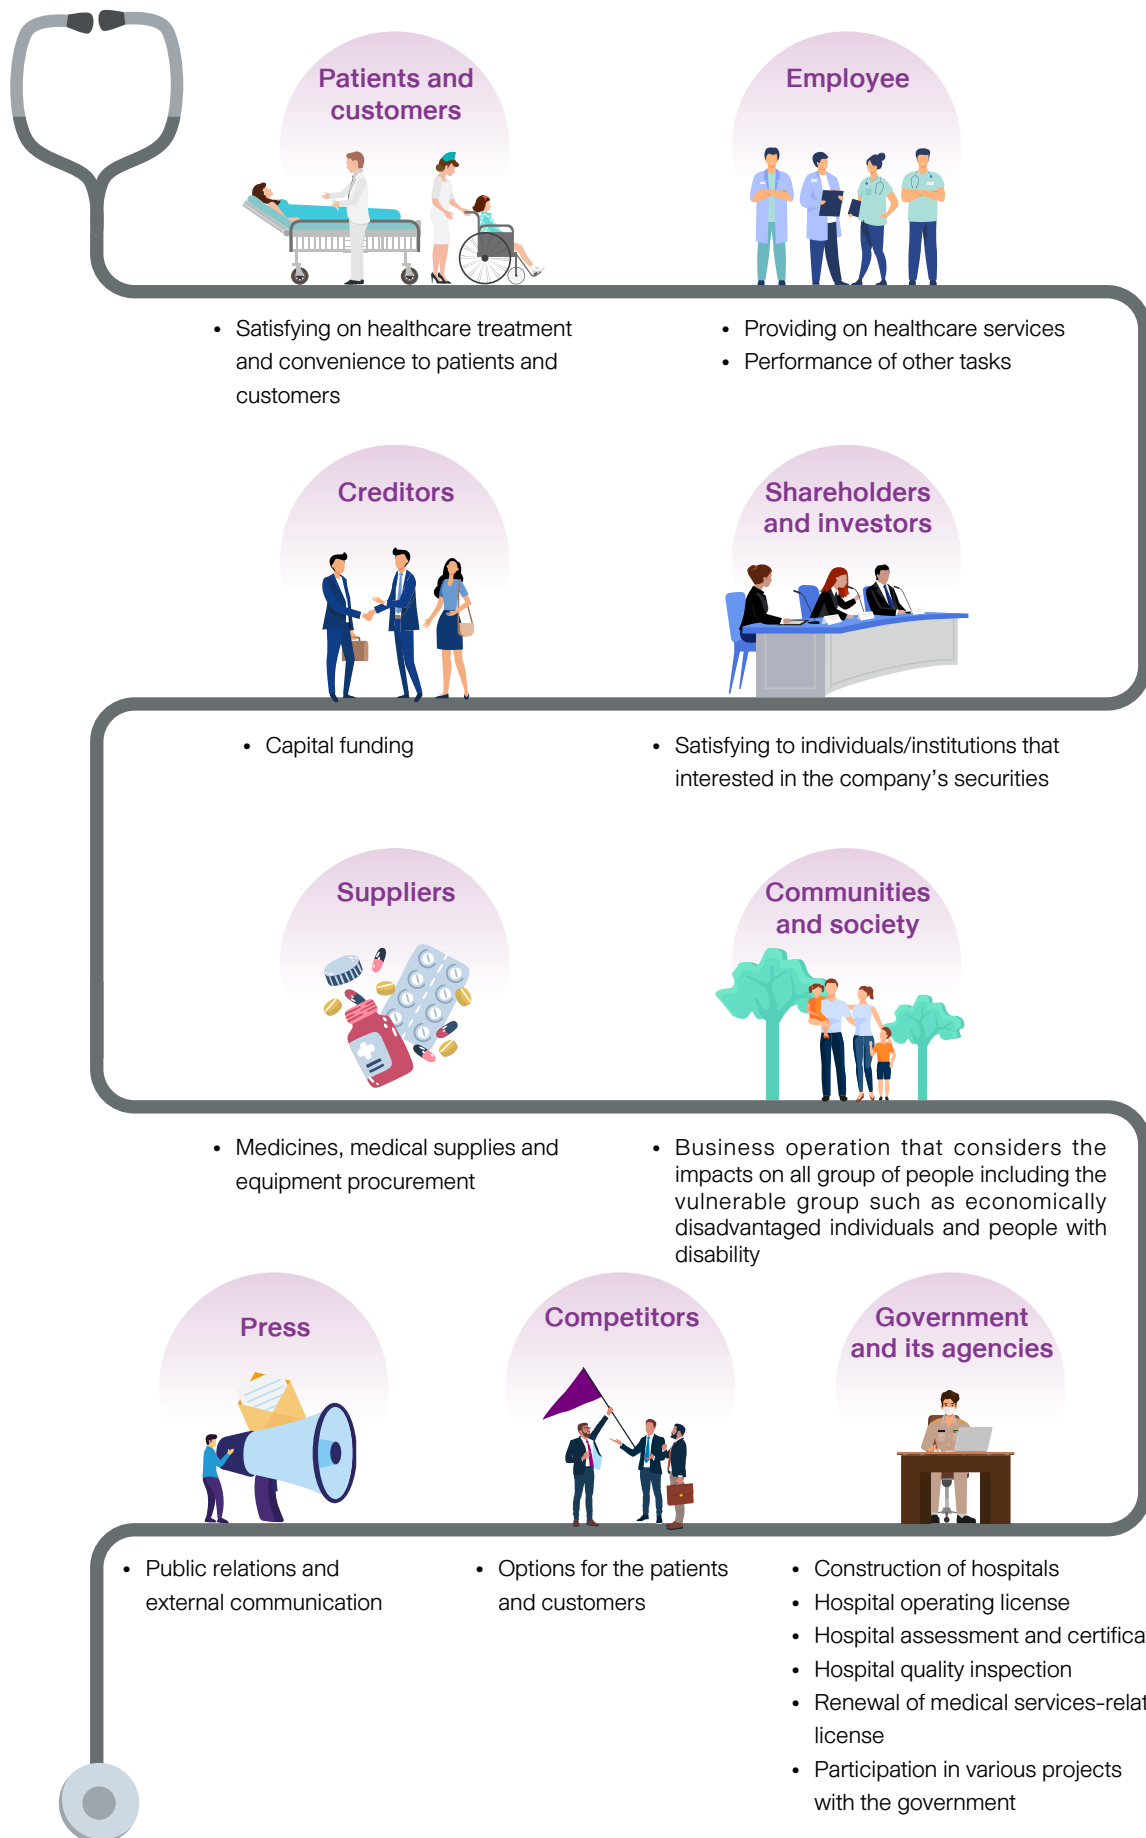 Patients and
customers
Employee
• Satisfying on healthcare treatment
and convenience to patients and
customers
• Providing on healthcare services
• Performance of other tasks
Creditors
Shareholders
and investors
• Capital funding
• Satisfying to individuals/institutions that
interested in the company's securities
Suppliers
Communities
and society
• Medicines, medical supplies and
equipment procurement
• Business operation that considers the
impacts on all group of people including the
vulnerable group such as economically
disadvantaged individuals and people with
disability
Press
Competitors
Government
and its agencies
• Public relations and
external communication
• Options for the patients
and customers
• Construction of hospitals
• Hospital operating license
• Hospital assessment and
• Hospital quality inspection
• Renewal of medical
license
• Participation in various projects
with the government